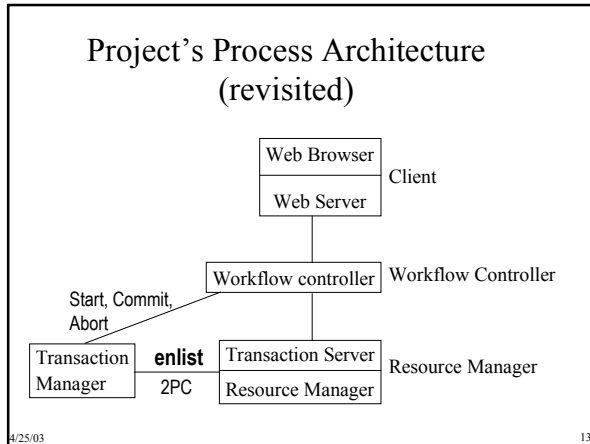 Project's Process Architecture
(revisited)
Web Browser
Client
Web Server
Workflow controller
Workflow Controller
Start, Commit,
Abort
Transaction
Manager
enlist
2PC
Transaction Server
Resource Manager
Resource Manager
4/25/03
13